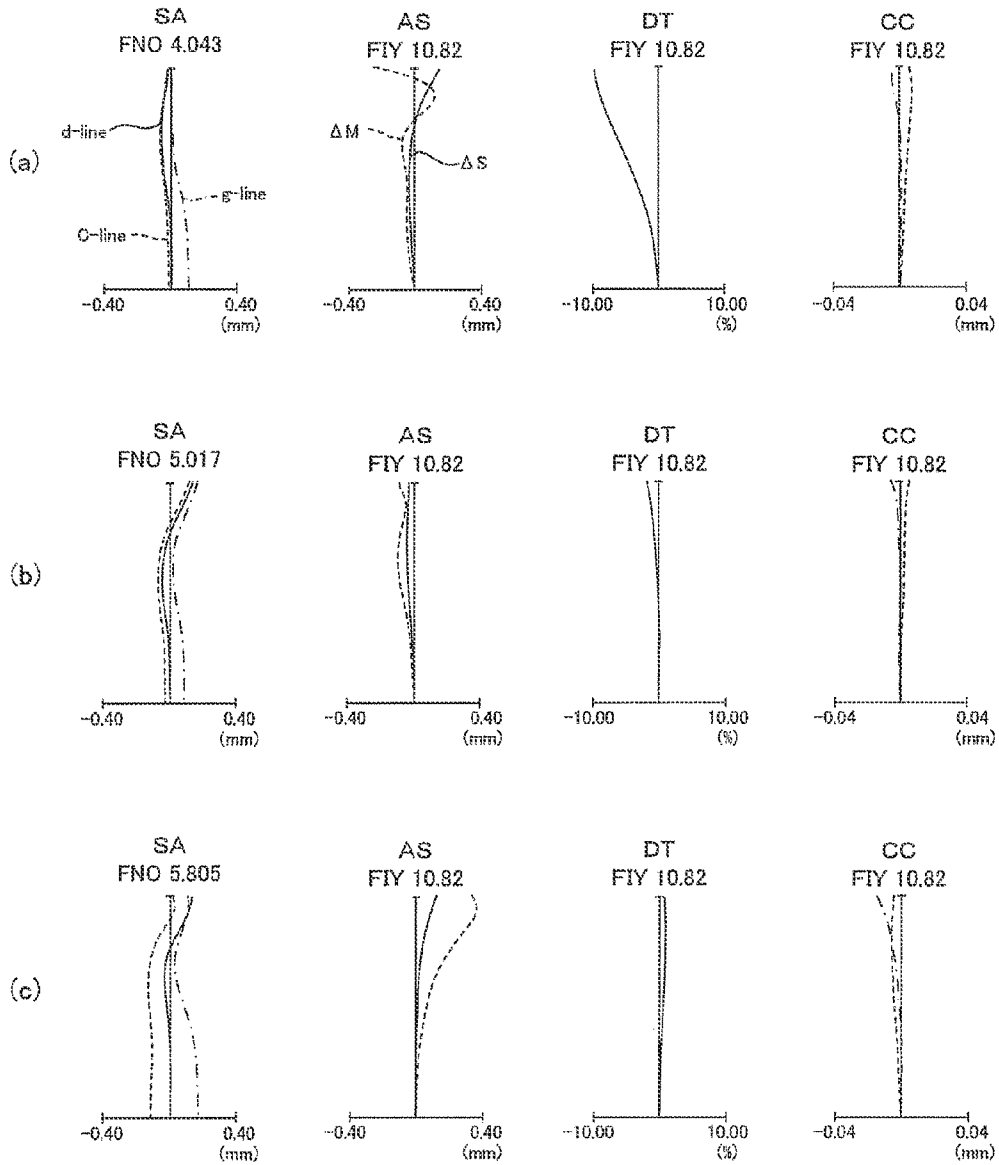 SA AS DT CC
FNO 4.043 FIY 10.82 FIY 10.82 FIY 10.82
d-line
ΔM
(a)
ΔS
g-line
C-line
-0.40 0.40 -0.40 0.40 -10.00 10.00 -0.04 0.04
(mm) (mm) (%) (mm)
SA AS DT CC
FNO 5.017 FIY 10.82 FIY 10.82 FIY 10.82
(b)
-0.40 0.40 -0.40 0.40 -10.00 10.00 -0.04 0.04
(mm) (mm) (%) (mm)
SA AS DT CC
FNO 5.805 FIY 10.82 FIY 10.82 FIY 10.82
(c)
-0.40 0.40 -0.40 0.40 -10.00 10.00 -0.04 0.04
(mm) (mm) (%) (mm)